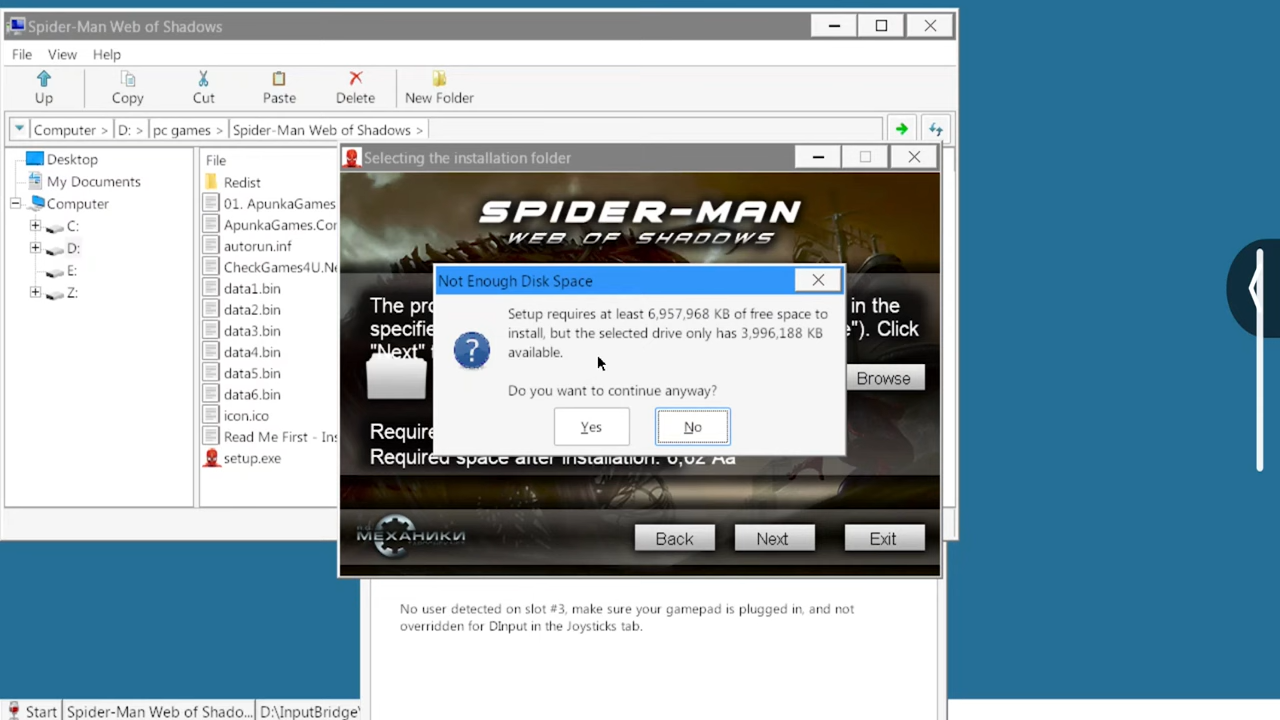 Spider-Man Web of Shadows
File View Help
Up Copy Cut Paste Delete New Folder
Computer > D: > pc games > Spider-Man Web of Shadows >
Desktop
My Documents
Computer
C:
D:
E:
Z:
File
Redist
01. ApunkaGames
ApunkaGames.Cor
autorun.inf
CheckGames4U.Ne
data1.bin
data2.bin
data3.bin
data4.bin
data5.bin
data6.bin
icon.ico
Read Me First - Ins
setup.exe
Selecting the installation folder
SPIDER-MAN
WEB OF SHADOWS
The pro
in the
specifie
e"). Click
"Next"
Browse
Not Enough Disk Space
Setup requires at least 6,957,968 KB of free space to
install, but the selected drive only has 3,996,188 KB
available.
Do you want to continue anyway?
Yes No
Require
Required space after installation: 6,62 Aa
МЕХАНИКИ
Back Next Exit
No user detected on slot #3, make sure your gamepad is plugged in, and not
overridden for DInput in the Joysticks tab.
Start Spider-Man Web of Shado... D:\InputBridge\